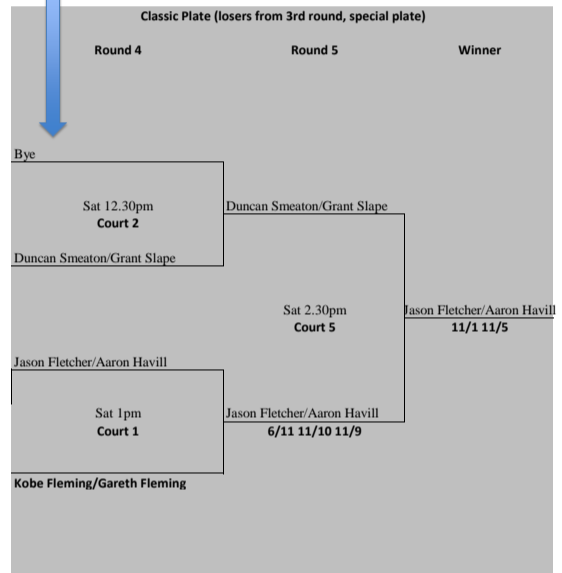 Classic Plate (losers from 3rd round, special plate)
Round 4 Round 5 Winner
Bye
Sat 12.30pm
Court 2
Duncan Smeaton/Grant Slape
Duncan Smeaton/Grant Slape
Sat 2.30pm
Court 5
Jason Fletcher/Aaron Havill
11/1 11/5
Jason Fletcher/Aaron Havill
Sat 1pm
Court 1
Jason Fletcher/Aaron Havill
6/11 11/10 11/9
Kobe Fleming/Gareth Fleming